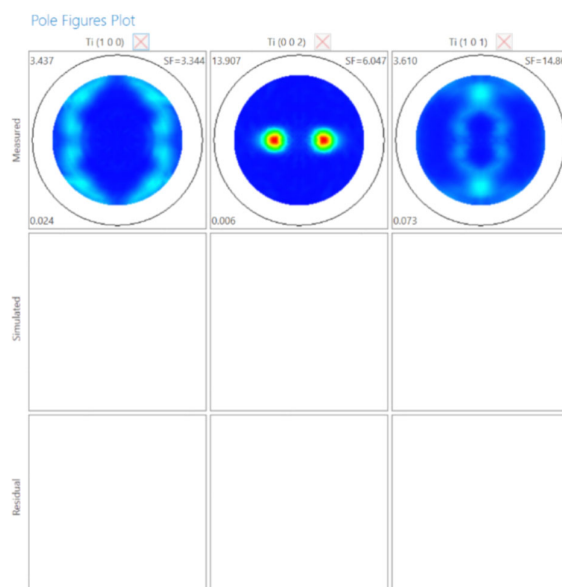 Pole Figures Plot
Ti (1 0 0)
Ti (0 0 2)
Ti (1 0 1)
Measured
3.437
SF=3.344
0.024
13.907
SF=6.047
0.006
3.610
0.073
Simulated
Residual